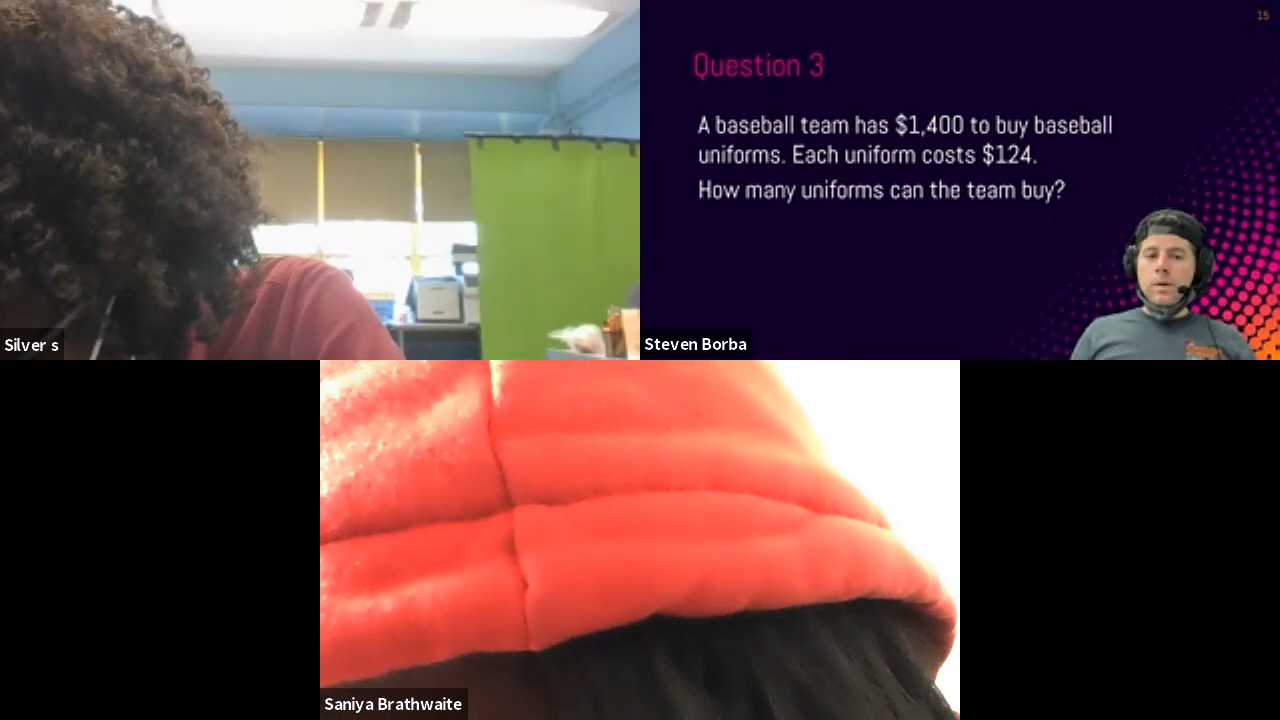 15
Question 3
A baseball team has $1,400 to buy baseball
uniforms. Each uniform costs $124.
How many uniforms can the team buy?
Silver s
Steven Borba
Saniya Brathwaite